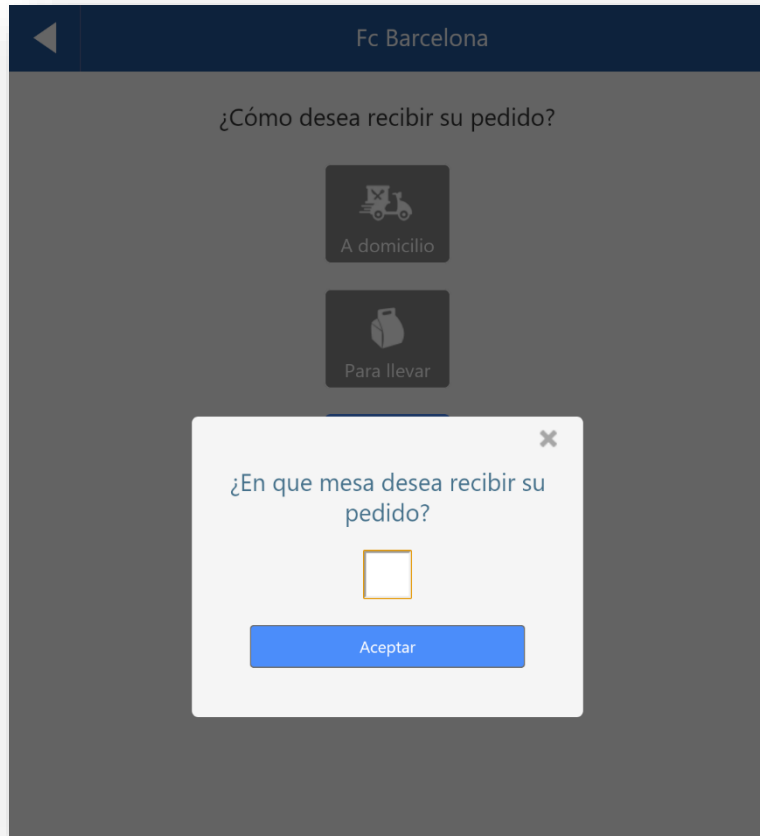 Fc Barcelona
¿Cómo desea recibir su pedido?
A domicilio
Para llevar
¿En que mesa desea recibir su
pedido?
Aceptar